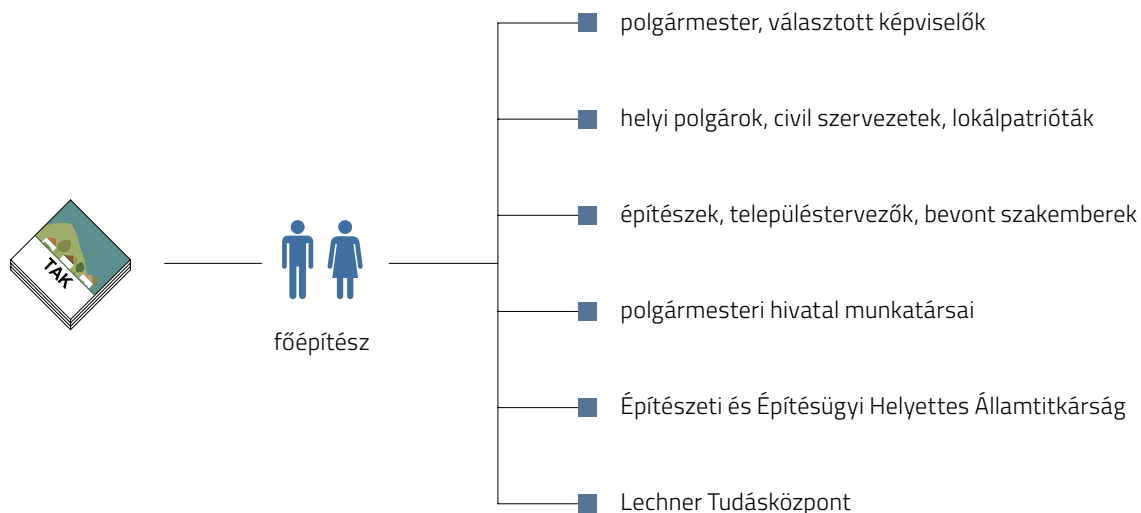 TAK
főépítész
polgármester, választott képviselők
helyi polgárok, civil szervezetek, lokálpatrióták
építészek, településtervezők, bevont szakemberek
polgármesteri hivatal munkatársai
Építészeti és Építésügyi Helyettes Államtitkárság
Lechner Tudásközpont